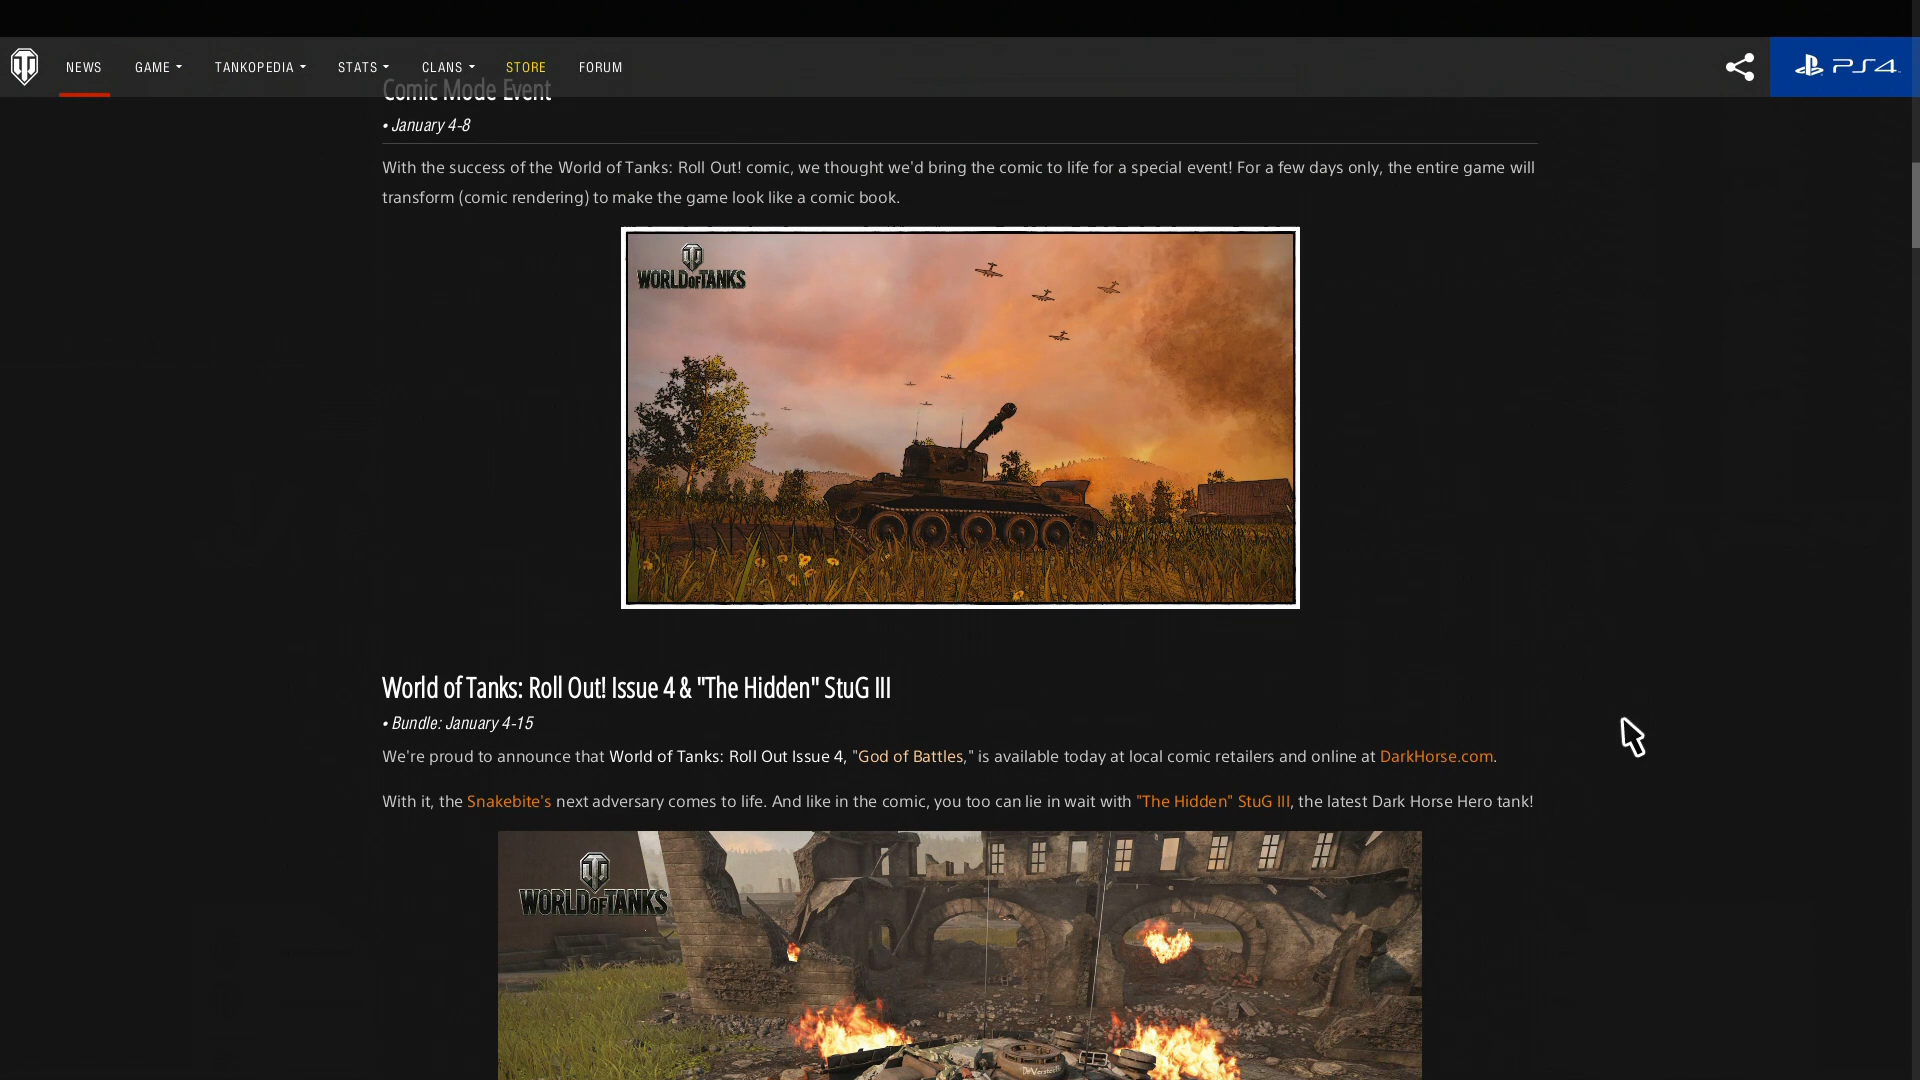 NEWS GAME TANKOPEDIA STATS CLANS STORE FORUM PS4
Comic Mode Event
• January 4-8
With the success of the World of Tanks: Roll Out! comic, we thought we'd bring the comic to life for a special event! For a few days only, the entire game will
transform (comic rendering) to make the game look like a comic book.
WORLD OF TANKS
World of Tanks: Roll Out! Issue 4 & "The Hidden" StuG III
• Bundle: January 4-15
We're proud to announce that World of Tanks: Roll Out Issue 4, "God of Battles," is available today at local comic retailers and online at DarkHorse.com.
With it, the Snakebite's next adversary comes to life. And like in the comic, you too can lie in wait with "The Hidden" StuG III, the latest Dark Horse Hero tank!
WORLD OF TANKS